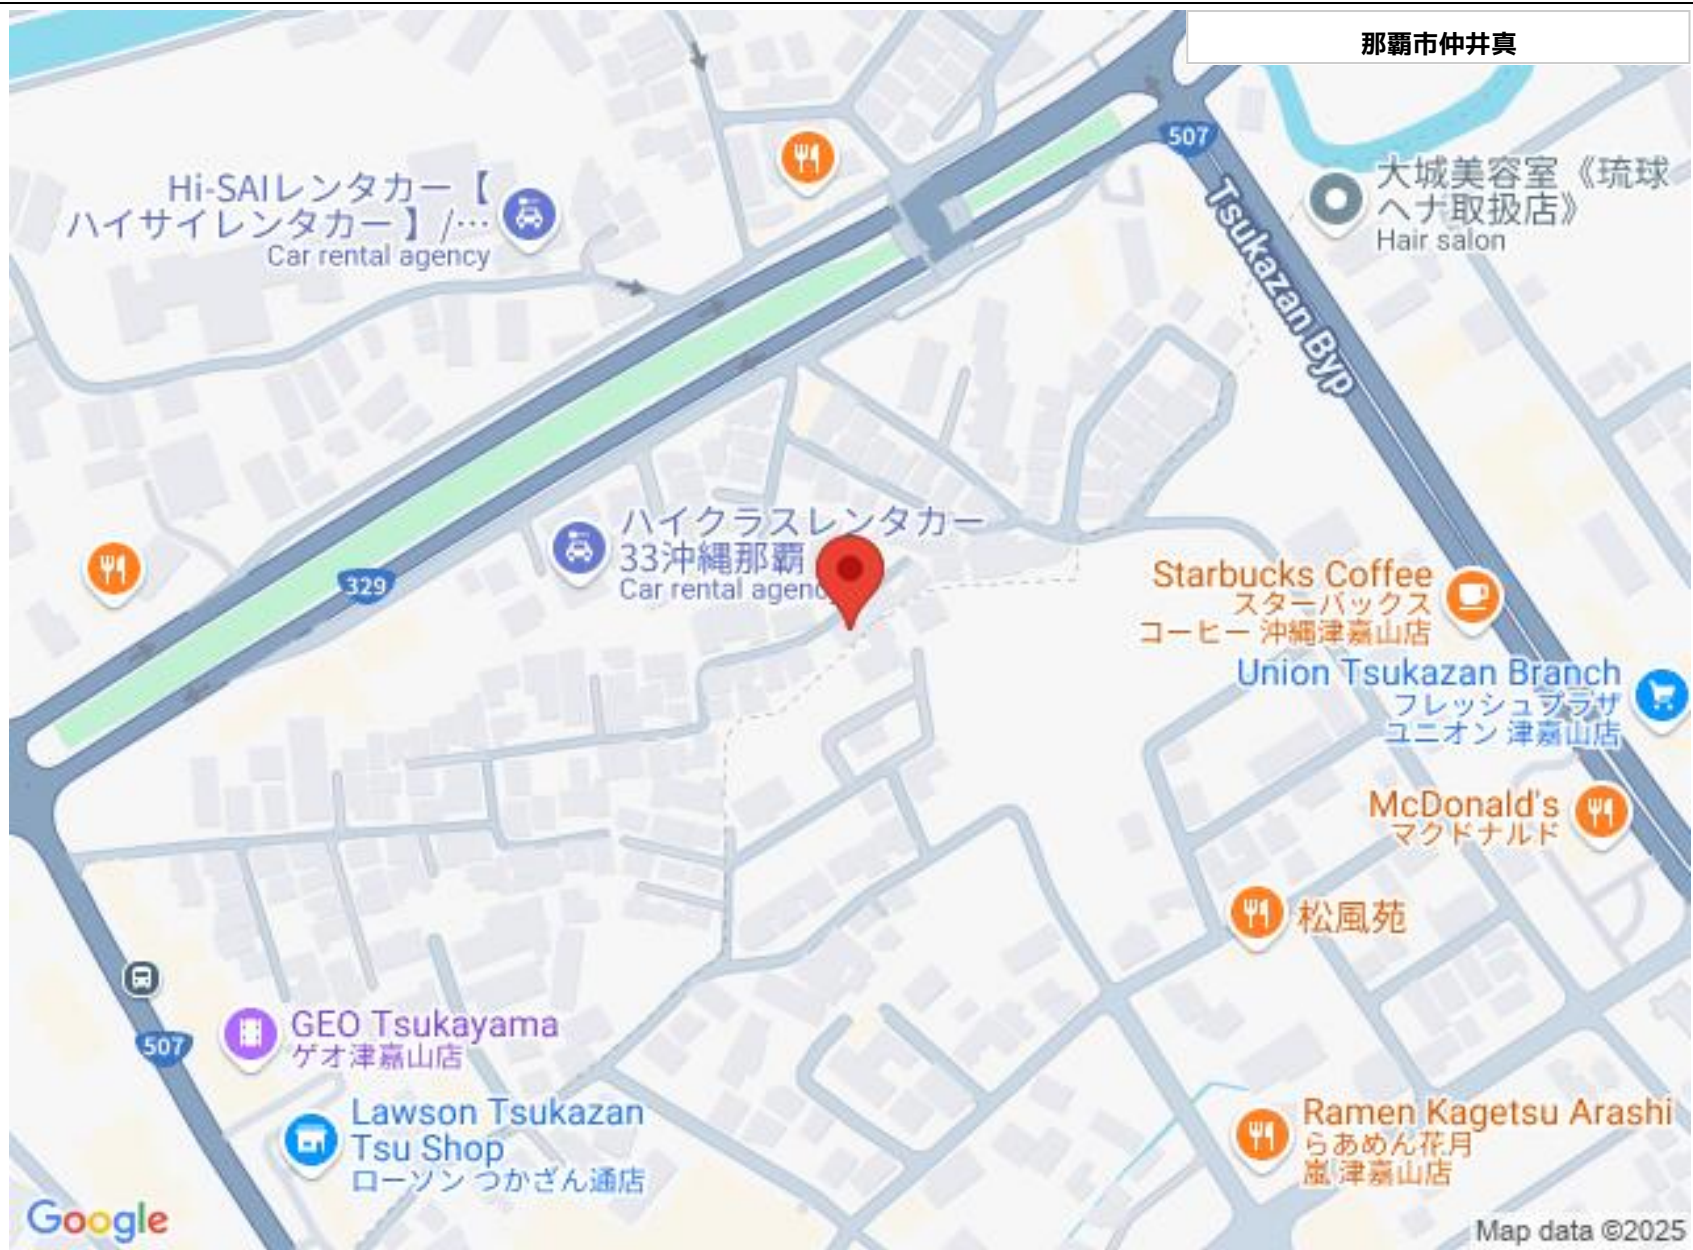 那覇市仲井真
507
Hi-SAIレンタカー【
ハイサイレンタカー】/…
Car rental agency
大城美容室《琉球
ヘナ取扱店》
Hair salon
Tsukazan Byp
ハイクラスレンタカー
33沖縄那覇
Car rental agenc
329
Starbucks Coffee
スターバックス
コーヒー 沖縄津嘉山店
Union Tsukazan Branch
フレッシュプラザ
ユニオン 津嘉山店
McDonald's
マクドナルド
松風苑
GEO Tsukayama
ゲオ津嘉山店
507
Lawson Tsukazan
Tsu Shop
ローソン つかざん通店
Ramen Kagetsu Arashi
らあめん花月
嵐 津嘉山店
Google
Map data ©2025